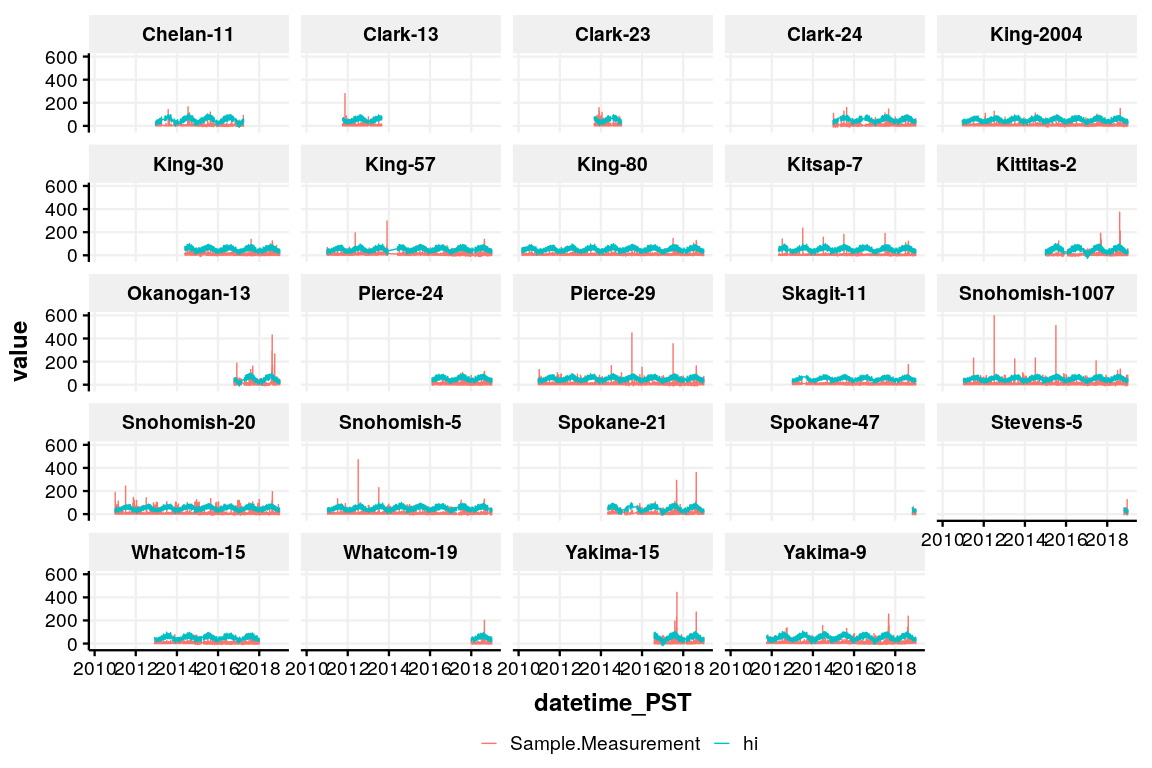 Chelan-11 Clark-13 Clark-23 Clark-24 King-2004
600
400
200
0
King-30 King-57 King-80 Kitsap-7 Kittitas-2
600
400
200
0
Okanogan-13 Pierce-24 Pierce-29 Skagit-11 Snohomish-1007
600
400
200
0
value
Snohomish-20 Snohomish-5 Spokane-21 Spokane-47 Stevens-5
600
400
200
0
2010 2012 2014 2016 2018
Whatcom-15 Whatcom-19 Yakima-15 Yakima-9
600
400
200
0
2010 2012 2014 2016 2018 2010 2012 2014 2016 2018 2010 2012 2014 2016 2018 2010 2012 2014 2016 2018
datetime_PST
Sample.Measurement hi